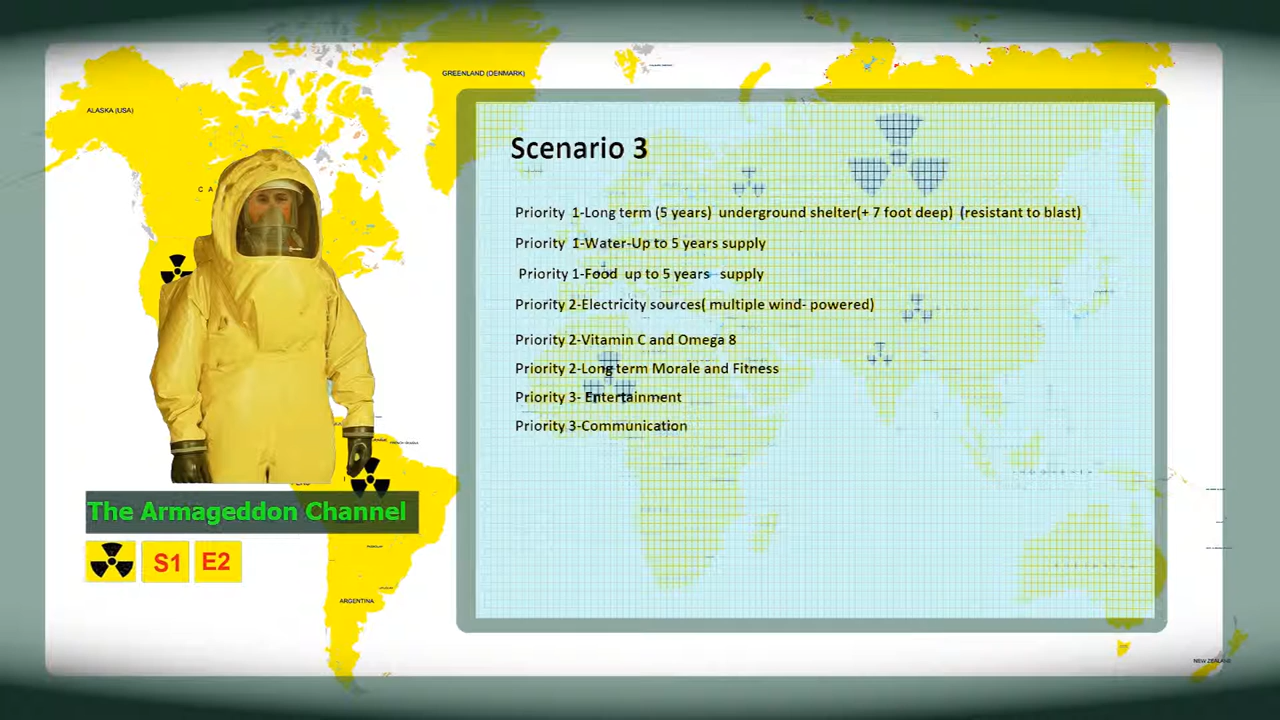 GREENLAND (DENMARK)
ALASKA (USA)
C A
Scenario 3
Priority 1-Long term (5 years) underground shelter(+ 7 foot deep) (resistant to blast)
Priority 1-Water-Up to 5 years supply
Priority 1-Food up to 5 years supply
Priority 2-Electricity sources( multiple wind- powered)
Priority 2-Vitamin C and Omega 8
Priority 2-Long term Morale and Fitness
Priority 3- Entertainment
Priority 3-Communication
The Armageddon Channel
S1
E2
ARGENTINA
NEW ZEALAND